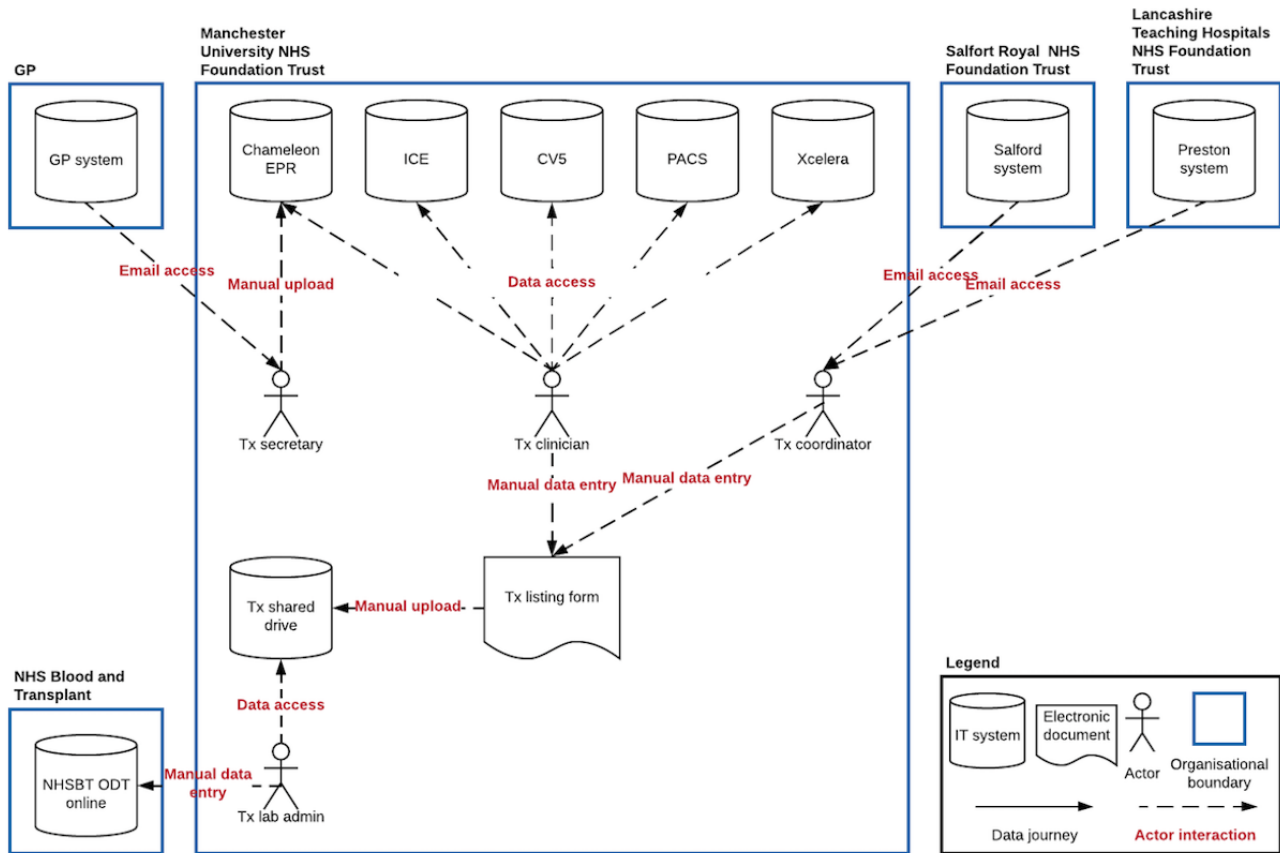 Lancashire
Teaching Hospitals
NHS Foundation
Trust
Manchester
University NHS
Foundation Trust
Salfort Royal NHS
Foundation Trust
GP
GP system
Chameleon
EPR
ICE
CV5
PACS
Xcelera
Salford
system
Preston
system
Email access
Manual upload
Data access
Email access
Email access
Tx secretary
Tx clinician
Tx coordinator
Manual data entry
Manual data entry
Tx shared
drive
Manual upload
Tx listing form
NHS Blood and
Transplant
Data access
NHSBT ODT
online
Manual data
entry
Tx lab admin
Legend
IT system
Electronic
document
Actor
Organisational
boundary
Data journey
Actor interaction